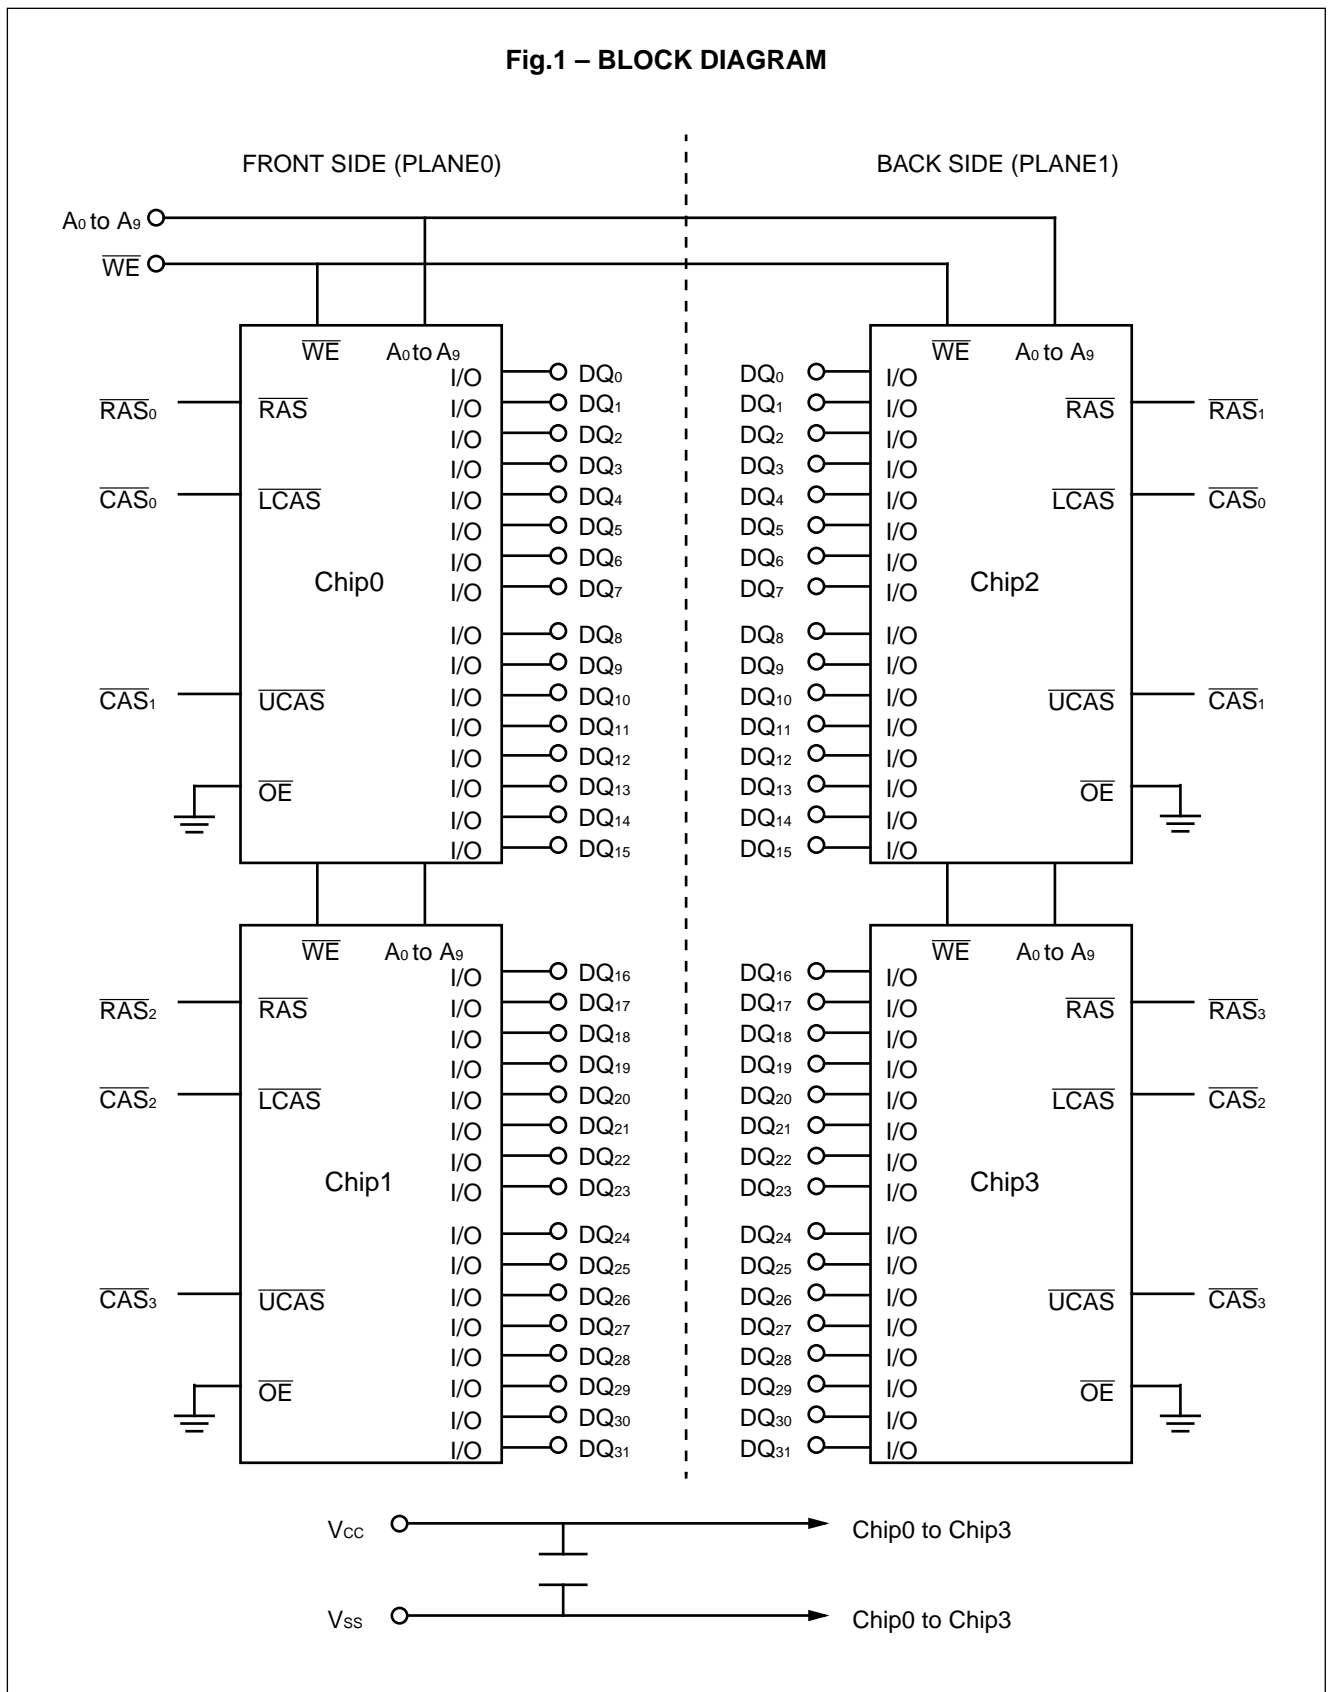 Fig.1 – BLOCK DIAGRAM
FRONT SIDE (PLANE0)
BACK SIDE (PLANE1)
A0 to A9
WE
WE A0 to A9
RAS0 RAS
CAS0 LCAS
Chip0
CAS1 UCAS
OE
I/O DQ0
I/O DQ1
I/O DQ2
I/O DQ3
I/O DQ4
I/O DQ5
I/O DQ6
I/O DQ7
I/O DQ8
I/O DQ9
I/O DQ10
I/O DQ11
I/O DQ12
I/O DQ13
I/O DQ14
I/O DQ15
WE A0 to A9
DQ0 I/O
DQ1 I/O
DQ2 I/O
DQ3 I/O
DQ4 I/O
DQ5 I/O
DQ6 I/O
DQ7 I/O
DQ8 I/O
DQ9 I/O
DQ10 I/O
DQ11 I/O
DQ12 I/O
DQ13 I/O
DQ14 I/O
DQ15 I/O
RAS RAS1
LCAS CAS0
Chip2
UCAS CAS1
OE
WE A0 to A9
RAS2 RAS
CAS2 LCAS
Chip1
CAS3 UCAS
OE
I/O DQ16
I/O DQ17
I/O DQ18
I/O DQ19
I/O DQ20
I/O DQ21
I/O DQ22
I/O DQ23
I/O DQ24
I/O DQ25
I/O DQ26
I/O DQ27
I/O DQ28
I/O DQ29
I/O DQ30
I/O DQ31
WE A0 to A9
DQ16 I/O
DQ17 I/O
DQ18 I/O
DQ19 I/O
DQ20 I/O
DQ21 I/O
DQ22 I/O
DQ23 I/O
DQ24 I/O
DQ25 I/O
DQ26 I/O
DQ27 I/O
DQ28 I/O
DQ29 I/O
DQ30 I/O
DQ31 I/O
RAS RAS3
LCAS CAS2
Chip3
UCAS CAS3
OE
VCC Chip0 to Chip3
VSS Chip0 to Chip3